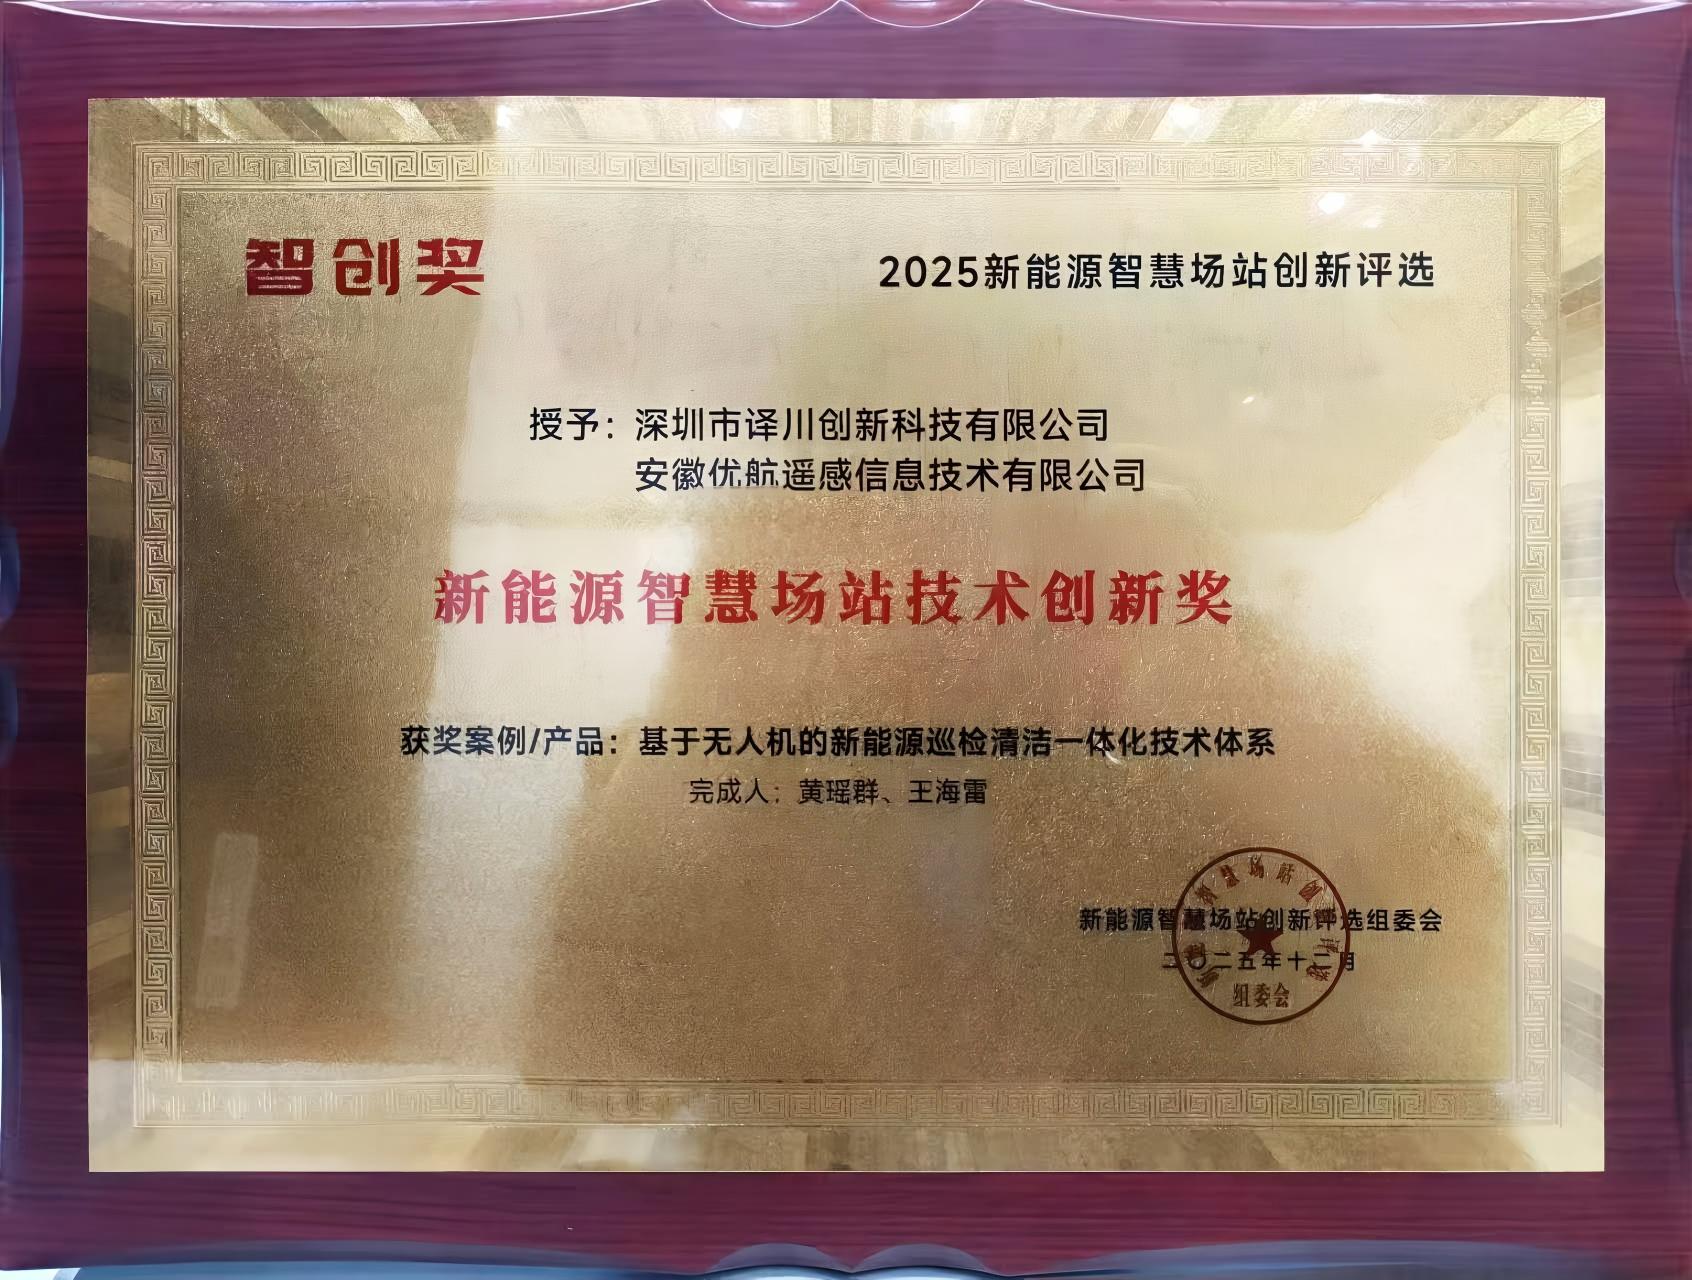 智创奖
2025新能源智慧场站创新评选
授予：深圳市译川创新科技有限公司
安徽优航遥感信息技术有限公司
新能源智慧场站技术创新奖
获奖案例/产品：基于无人机的新能源巡检清洁一体化技术体系
完成人：黄瑶群、王海雷
新能源智慧场站创新评选组委会
二〇二五年十二月
组委会